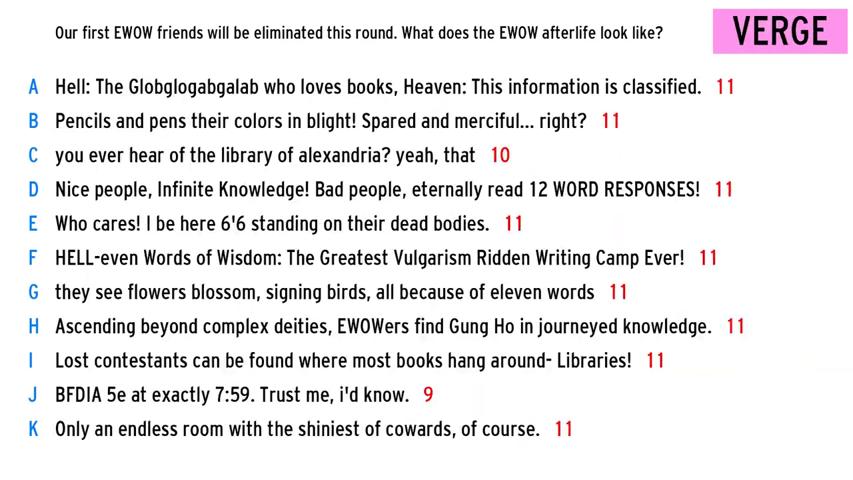 Our first EWOW friends will be eliminated this round. What does the EWOW afterlife look like?
VERGE
A Hell: The Globglogabgalab who loves books, Heaven: This information is classified. 11
B Pencils and pens their colors in blight! Spared and merciful... right? 11
C you ever hear of the library of alexandria? yeah, that 10
D Nice people, Infinite Knowledge! Bad people, eternally read 12 WORD RESPONSES! 11
E Who cares! I be here 6'6 standing on their dead bodies. 11
F HELL-even Words of Wisdom: The Greatest Vulgarism Ridden Writing Camp Ever! 11
G they see flowers blossom, signing birds, all because of eleven words 11
H Ascending beyond complex deities, EWOWers find Gung Ho in journeyed knowledge. 11
I Lost contestants can be found where most books hang around- Libraries! 11
J BFDIA 5e at exactly 7:59. Trust me, i'd know. 9
K Only an endless room with the shiniest of cowards, of course. 11